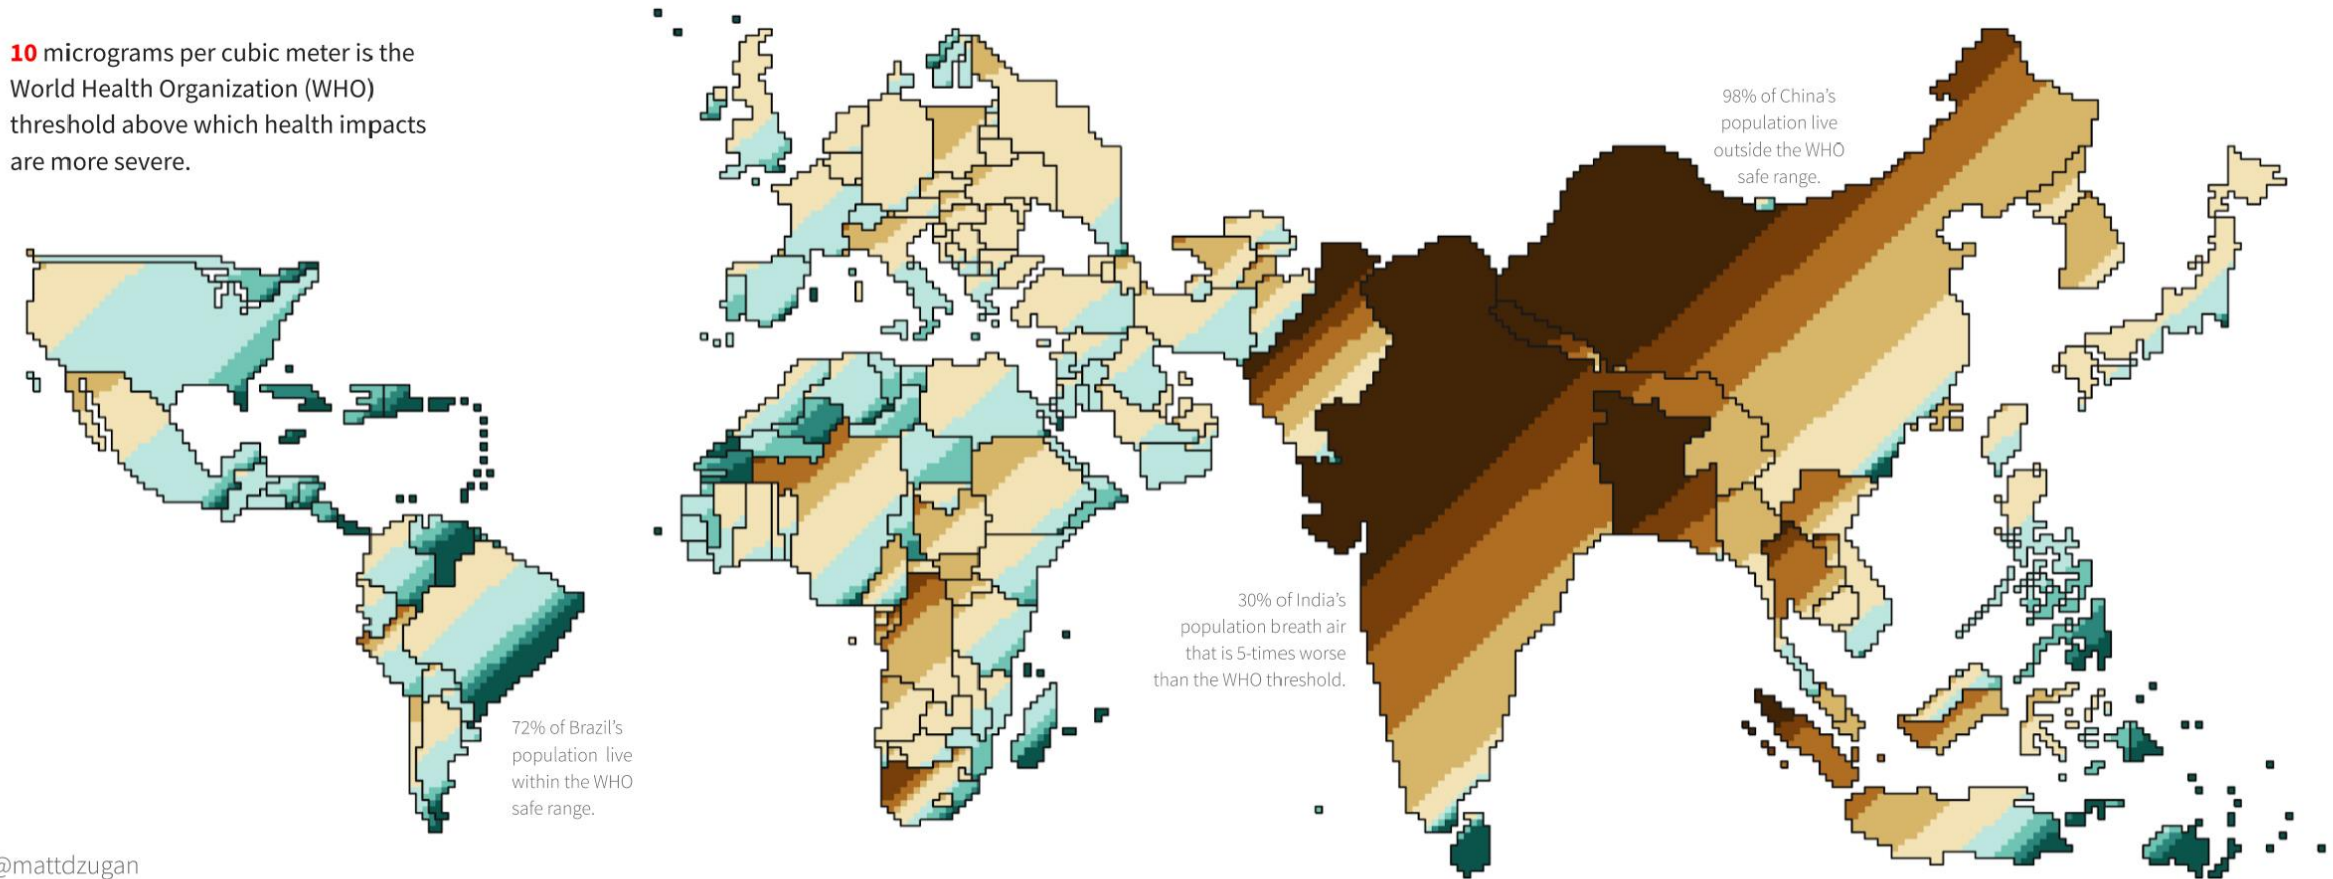 10 micrograms per cubic meter is the
World Health Organization (WHO)
threshold above which health impacts
are more severe.
98% of China's
population live
outside the WHO
safe range.
30% of India's
population breath air
that is 5-times worse
than the WHO threshold.
72% of Brazil's
population live
within the WHO
safe range.
@mattdzugan